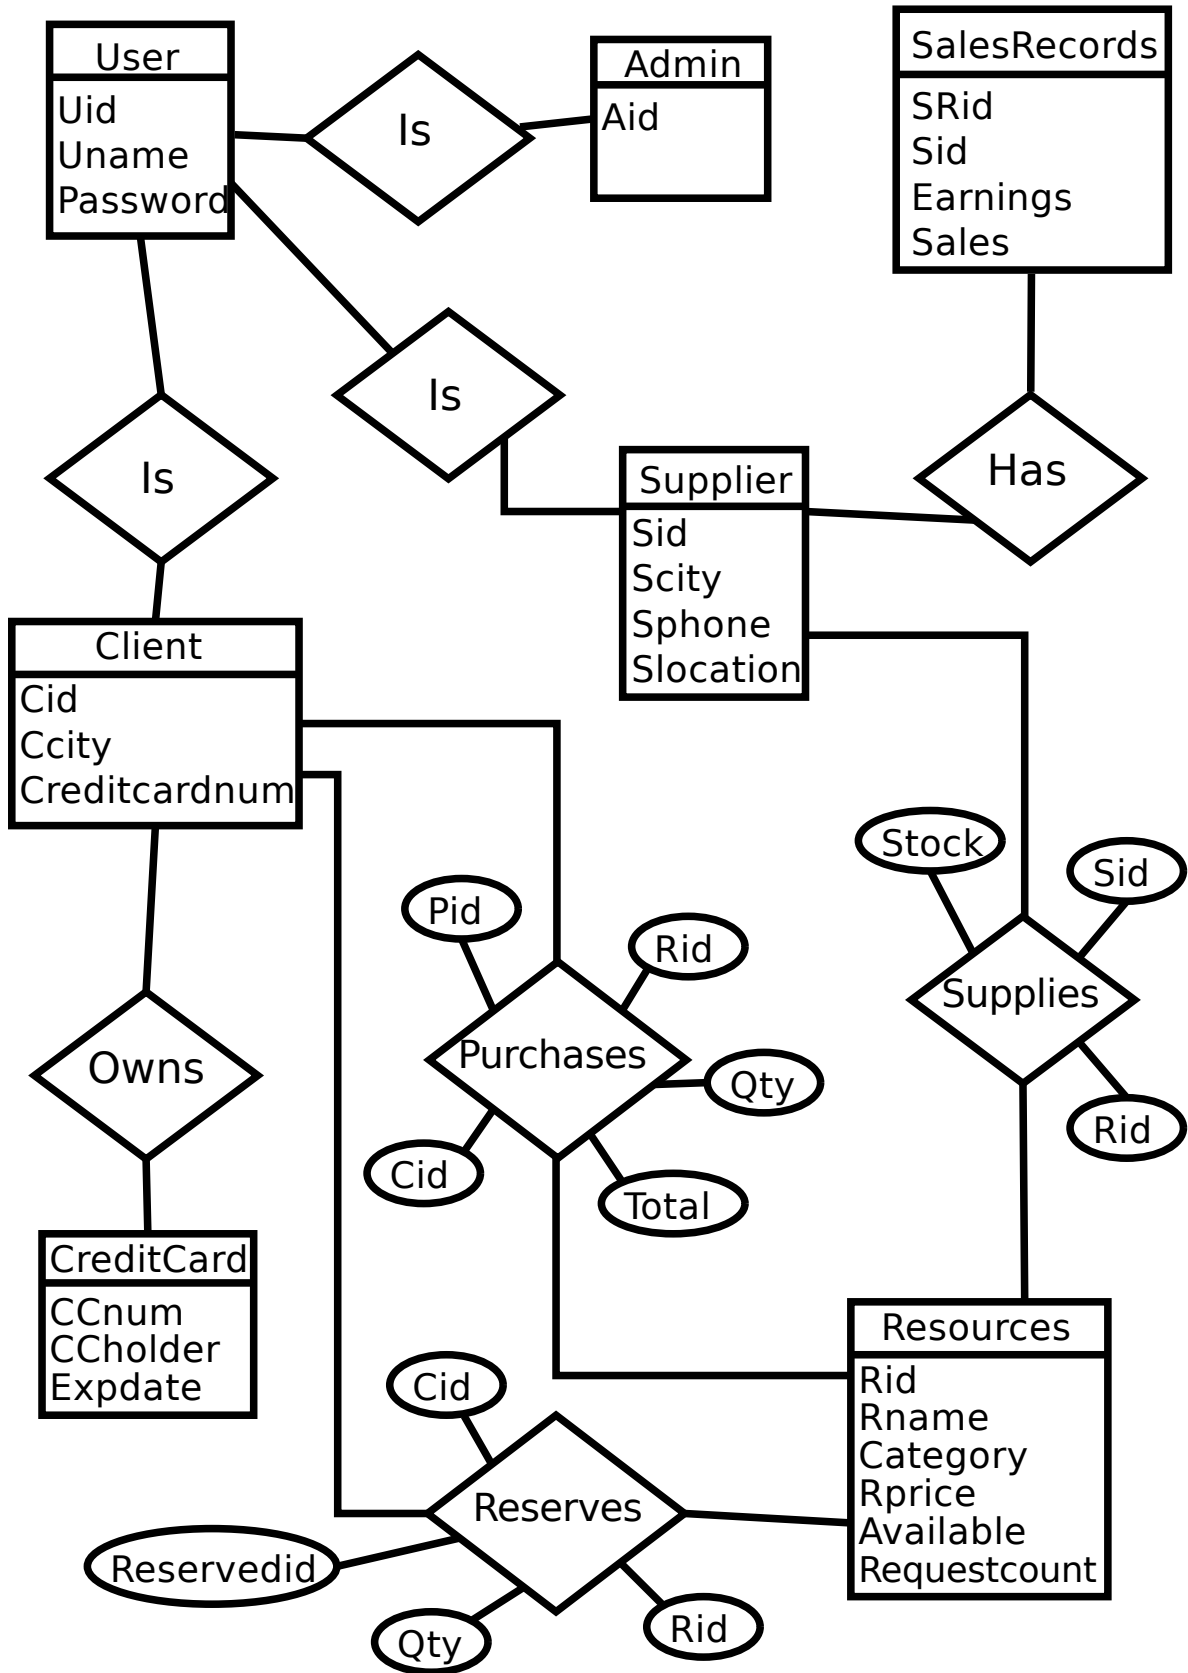 User
Uid
Uname
Password
Is
Admin
Aid
SalesRecords
SRid
Sid
Earnings
Sales
Is
Is
Supplier
Sid
Scity
Sphone
Slocation
Has
Client
Cid
Ccity
Creditcardnum
Stock
Sid
Supplies
Rid
Pid
Rid
Purchases
Qty
Cid
Total
Owns
CreditCard
CCnum
CCholder
Expdate
Resources
Rid
Rname
Category
Rprice
Available
Requestcount
Cid
Reserves
Reservedid
Qty
Rid